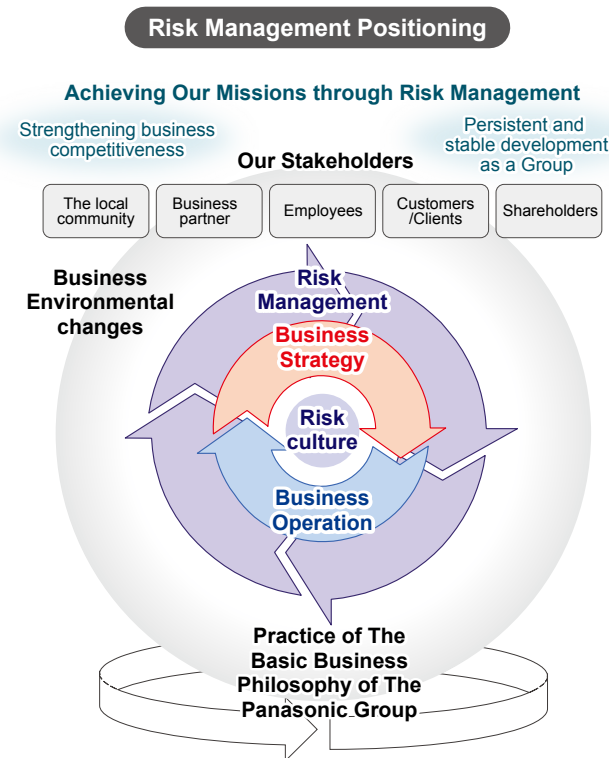 Risk Management Positioning
Achieving Our Missions through Risk Management
Strengthening business
competitiveness
Persistent and
stable development
as a Group
Our Stakeholders
The local
community
Business
partner
Employees
Customers
/Clients
Shareholders
Business
Environmental
changes
Risk
Management
Business
Strategy
Risk
culture
Business
Operation
Practice of The
Basic Business
Philosophy of The
Panasonic Group